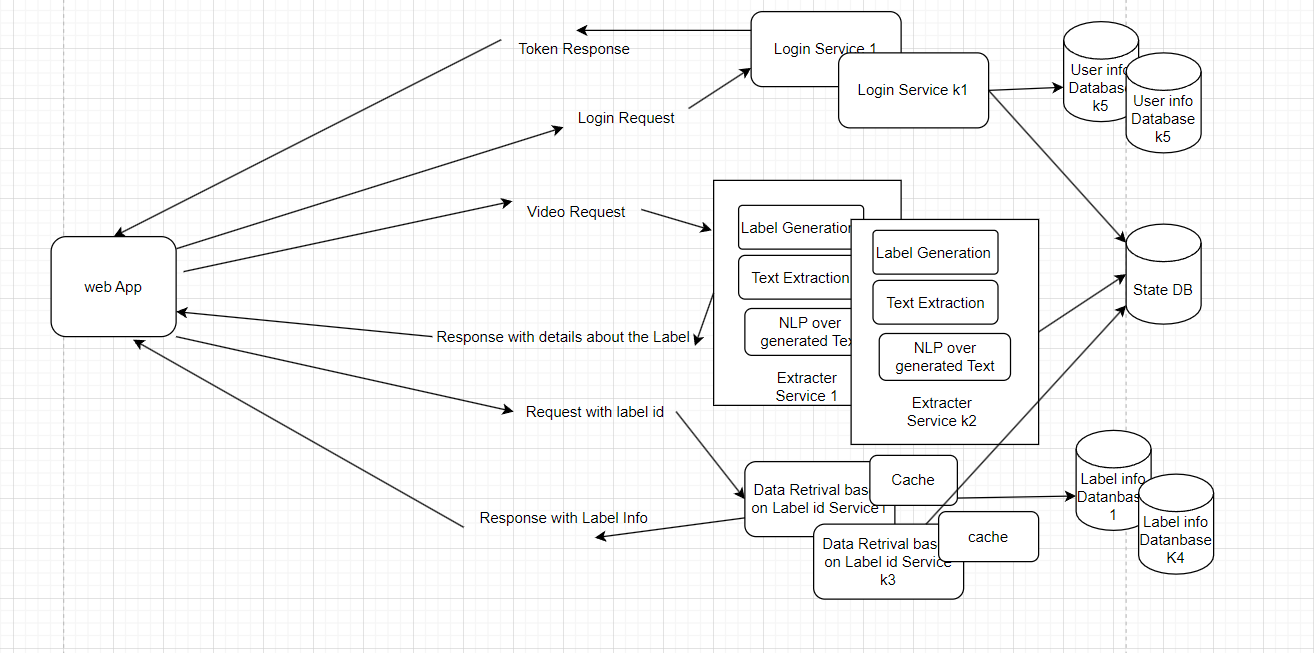 Token Response
Login Service 1
Login Service k1
User info
Databas
k5
User info
Database
k5
Login Request
Video Request
Label Generation
Text Extraction
NLP over
generated Tex
Extracter
Service 1
Label Generation
Text Extraction
NLP over
generated Text
Extracter
Service k2
State DB
web App
Response with details about the Label
Request with label id
Response with Label Info
Data Retrival bas
on Label id Service1
Cache
Data Retrival bas
on Label id Service
k3
cache
Label info
Datanbas
1
Label info
Datanbase
K4